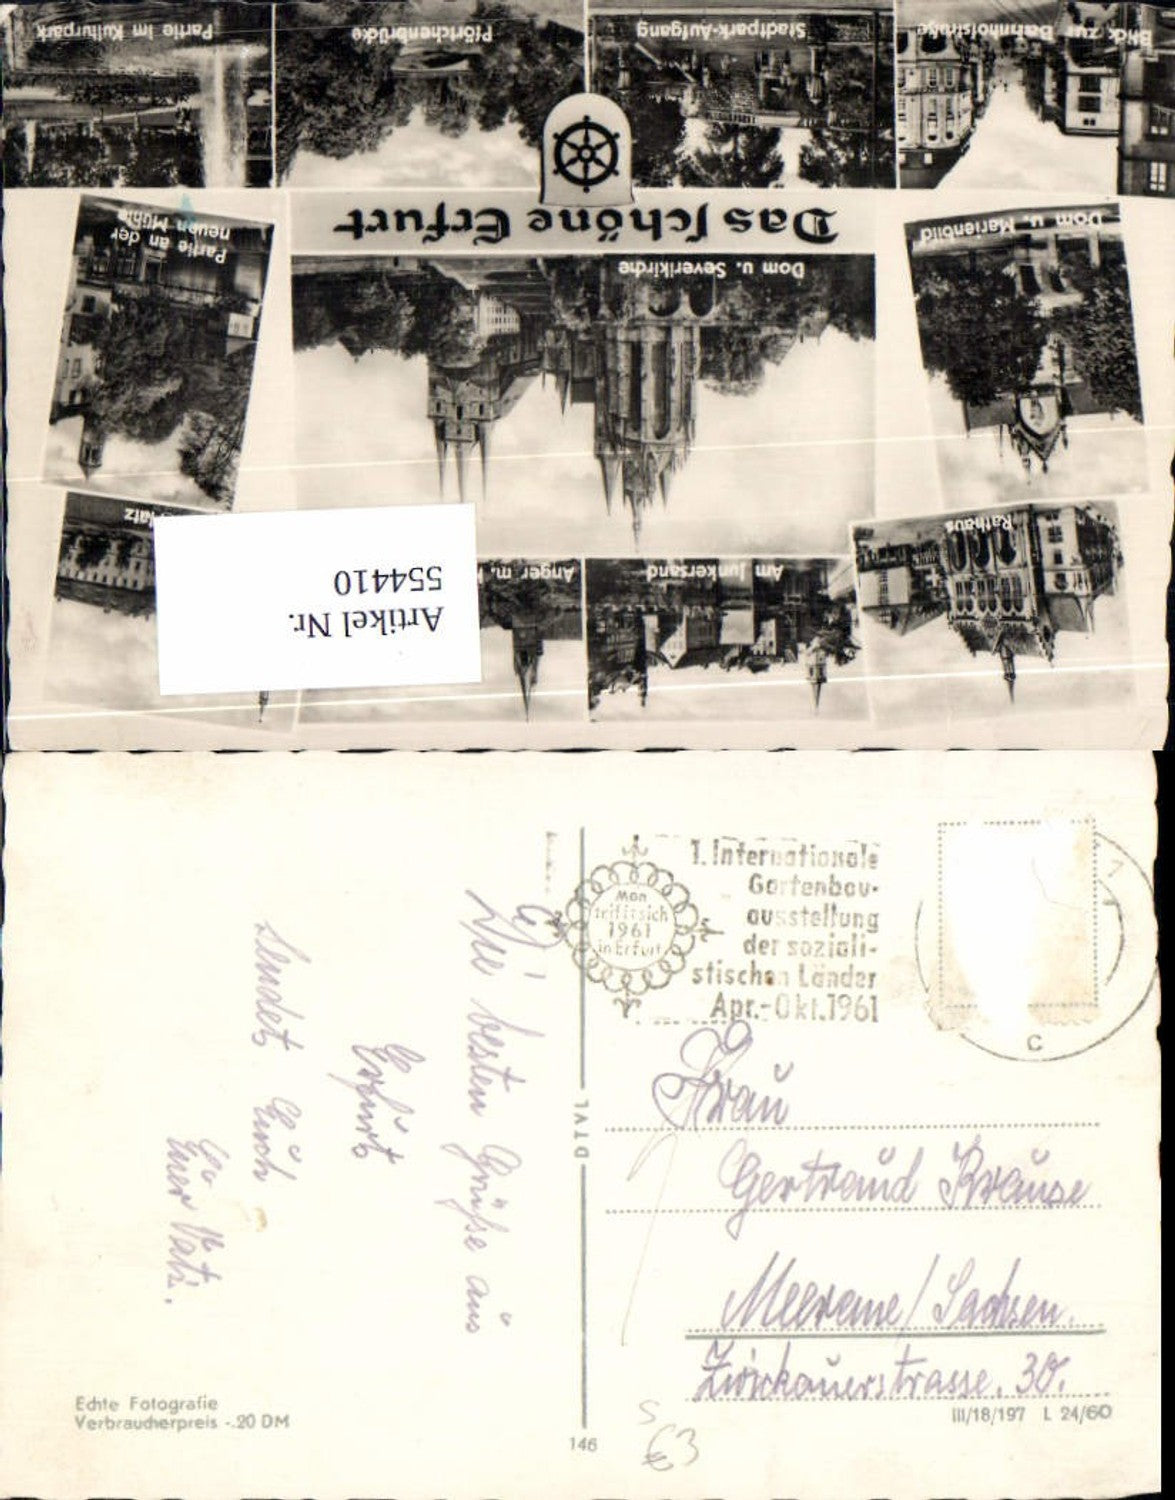 Blick zur Bahnhofstraße
Stadtpark-Aufgang
Pförtchenbrücke
Partie im Kulturpark
Das schöne Erfurt
Dom u. Marienbild
Dom u. Severikirche
Partie an der
neuen Mühle
Rathaus
Am Junkersand
Anger m.
Artikel Nr.
554410
1. Internationale
Gartenbau-
ausstellung
der soziali-
stischen Länder
Apr.-Okt.1961
Man
trifft sich
1961
in Erfurt
C
Die besten Grüße aus
Erfurt
sendet Euch
Euer Vati.
Frau
Gertraud Krause
Meerane/Sachsen.
Zwickauerstrasse. 30.
DTVL
Echte Fotografie
Verbraucherpreis -.20 DM
146
III/18/197 L 24/60
S
€3